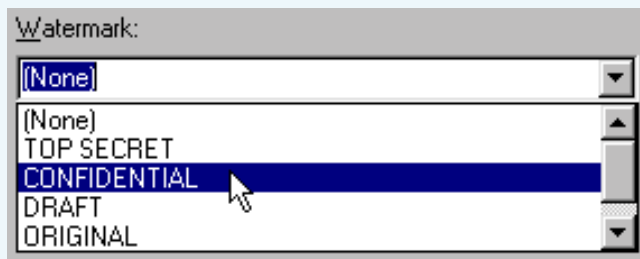 Watermark:
(None)
(None)
TOP SECRET
CONFIDENTIAL
DRAFT
ORIGINAL